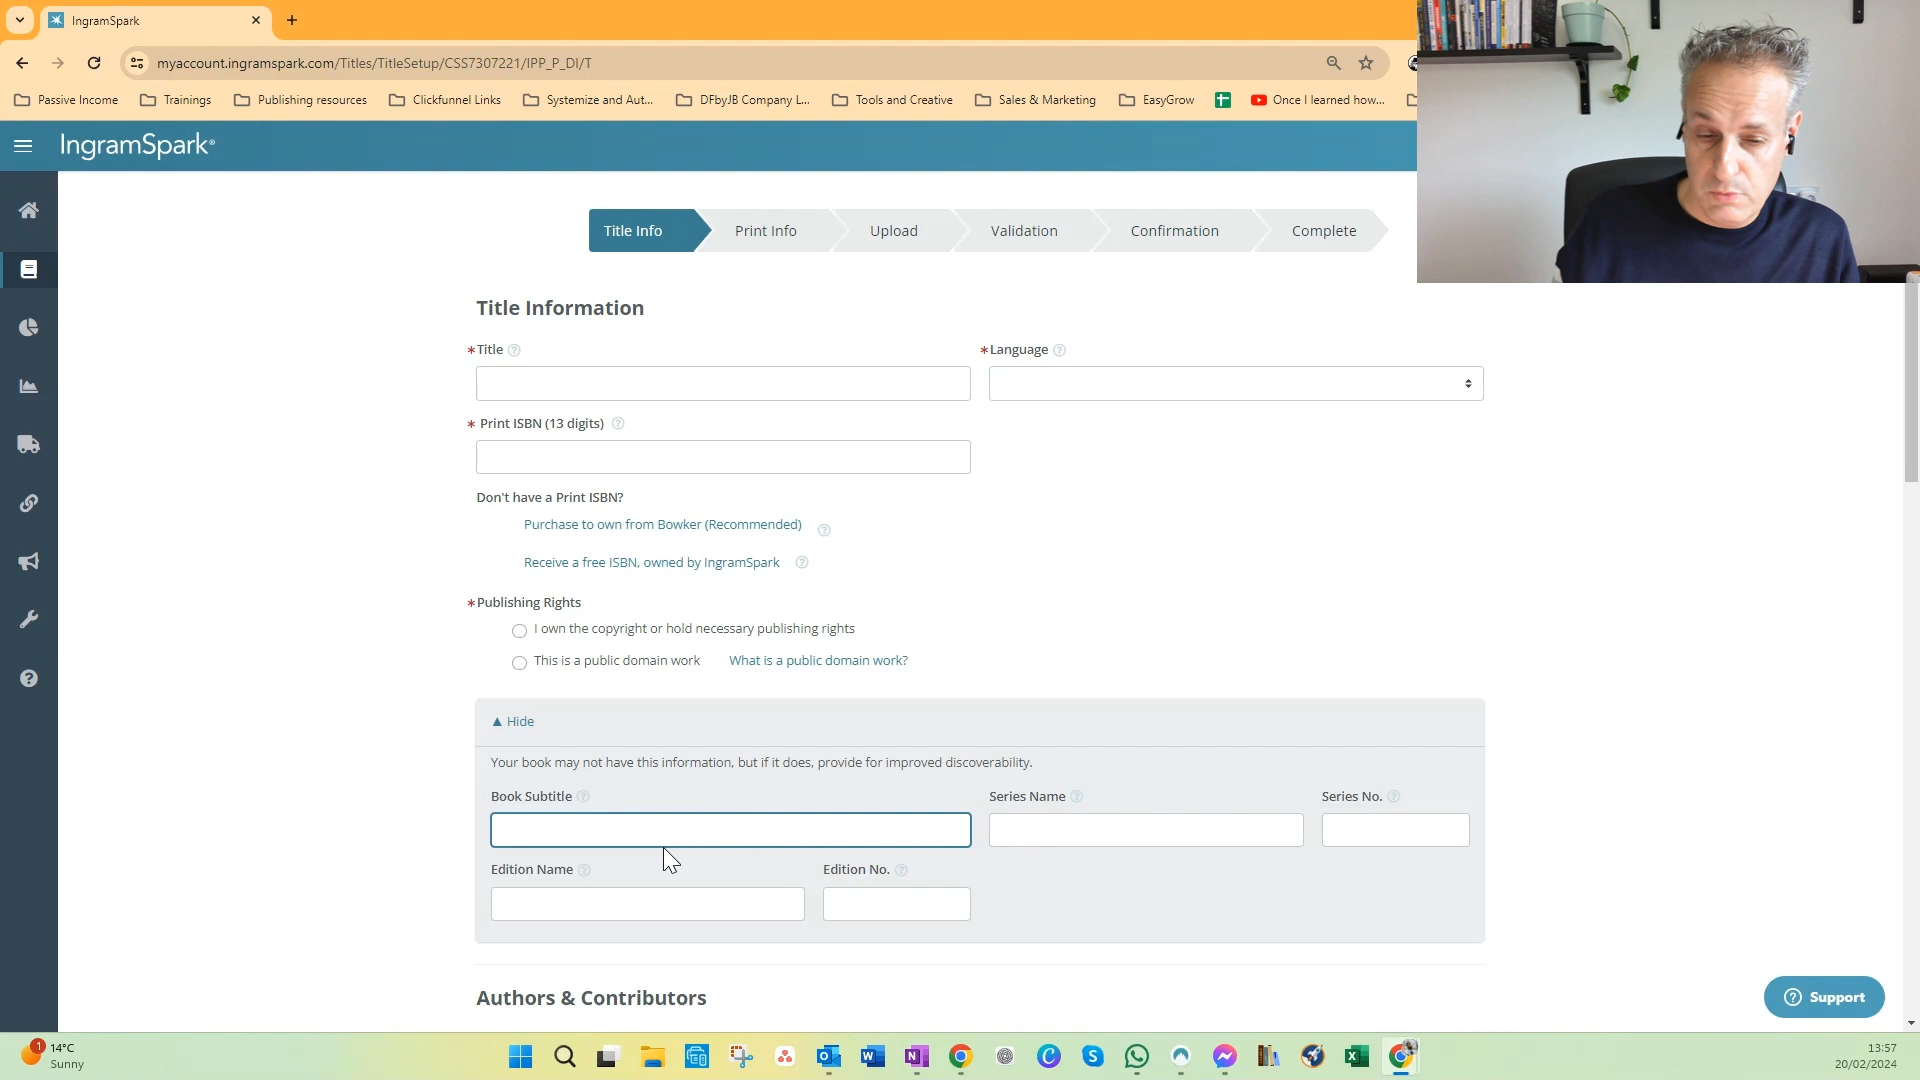 IngramSpark
myaccount.ingramspark.com/Titles/TitleSetup/CSS7307221/IPP_P_DI/T
Passive Income Trainings Publishing resources Clickfunnel Links Systemize and Aut... DFbyJB Company L... Tools and Creative Sales & Marketing EasyGrow Once I learned how...
IngramSpark®
Title Info Print Info Upload Validation Confirmation Complete
Title Information
*Title ? *Language ?
* Print ISBN (13 digits) ?
Don't have a Print ISBN?
Purchase to own from Bowker (Recommended) ?
Receive a free ISBN, owned by IngramSpark ?
*Publishing Rights
I own the copyright or hold necessary publishing rights
This is a public domain work What is a public domain work?
▲ Hide
Your book may not have this information, but if it does, provide for improved discoverability.
Book Subtitle ? Series Name ? Series No. ?
Edition Name ? Edition No. ?
Authors & Contributors
? Support
1 14°C
Sunny
13:57
20/02/2024